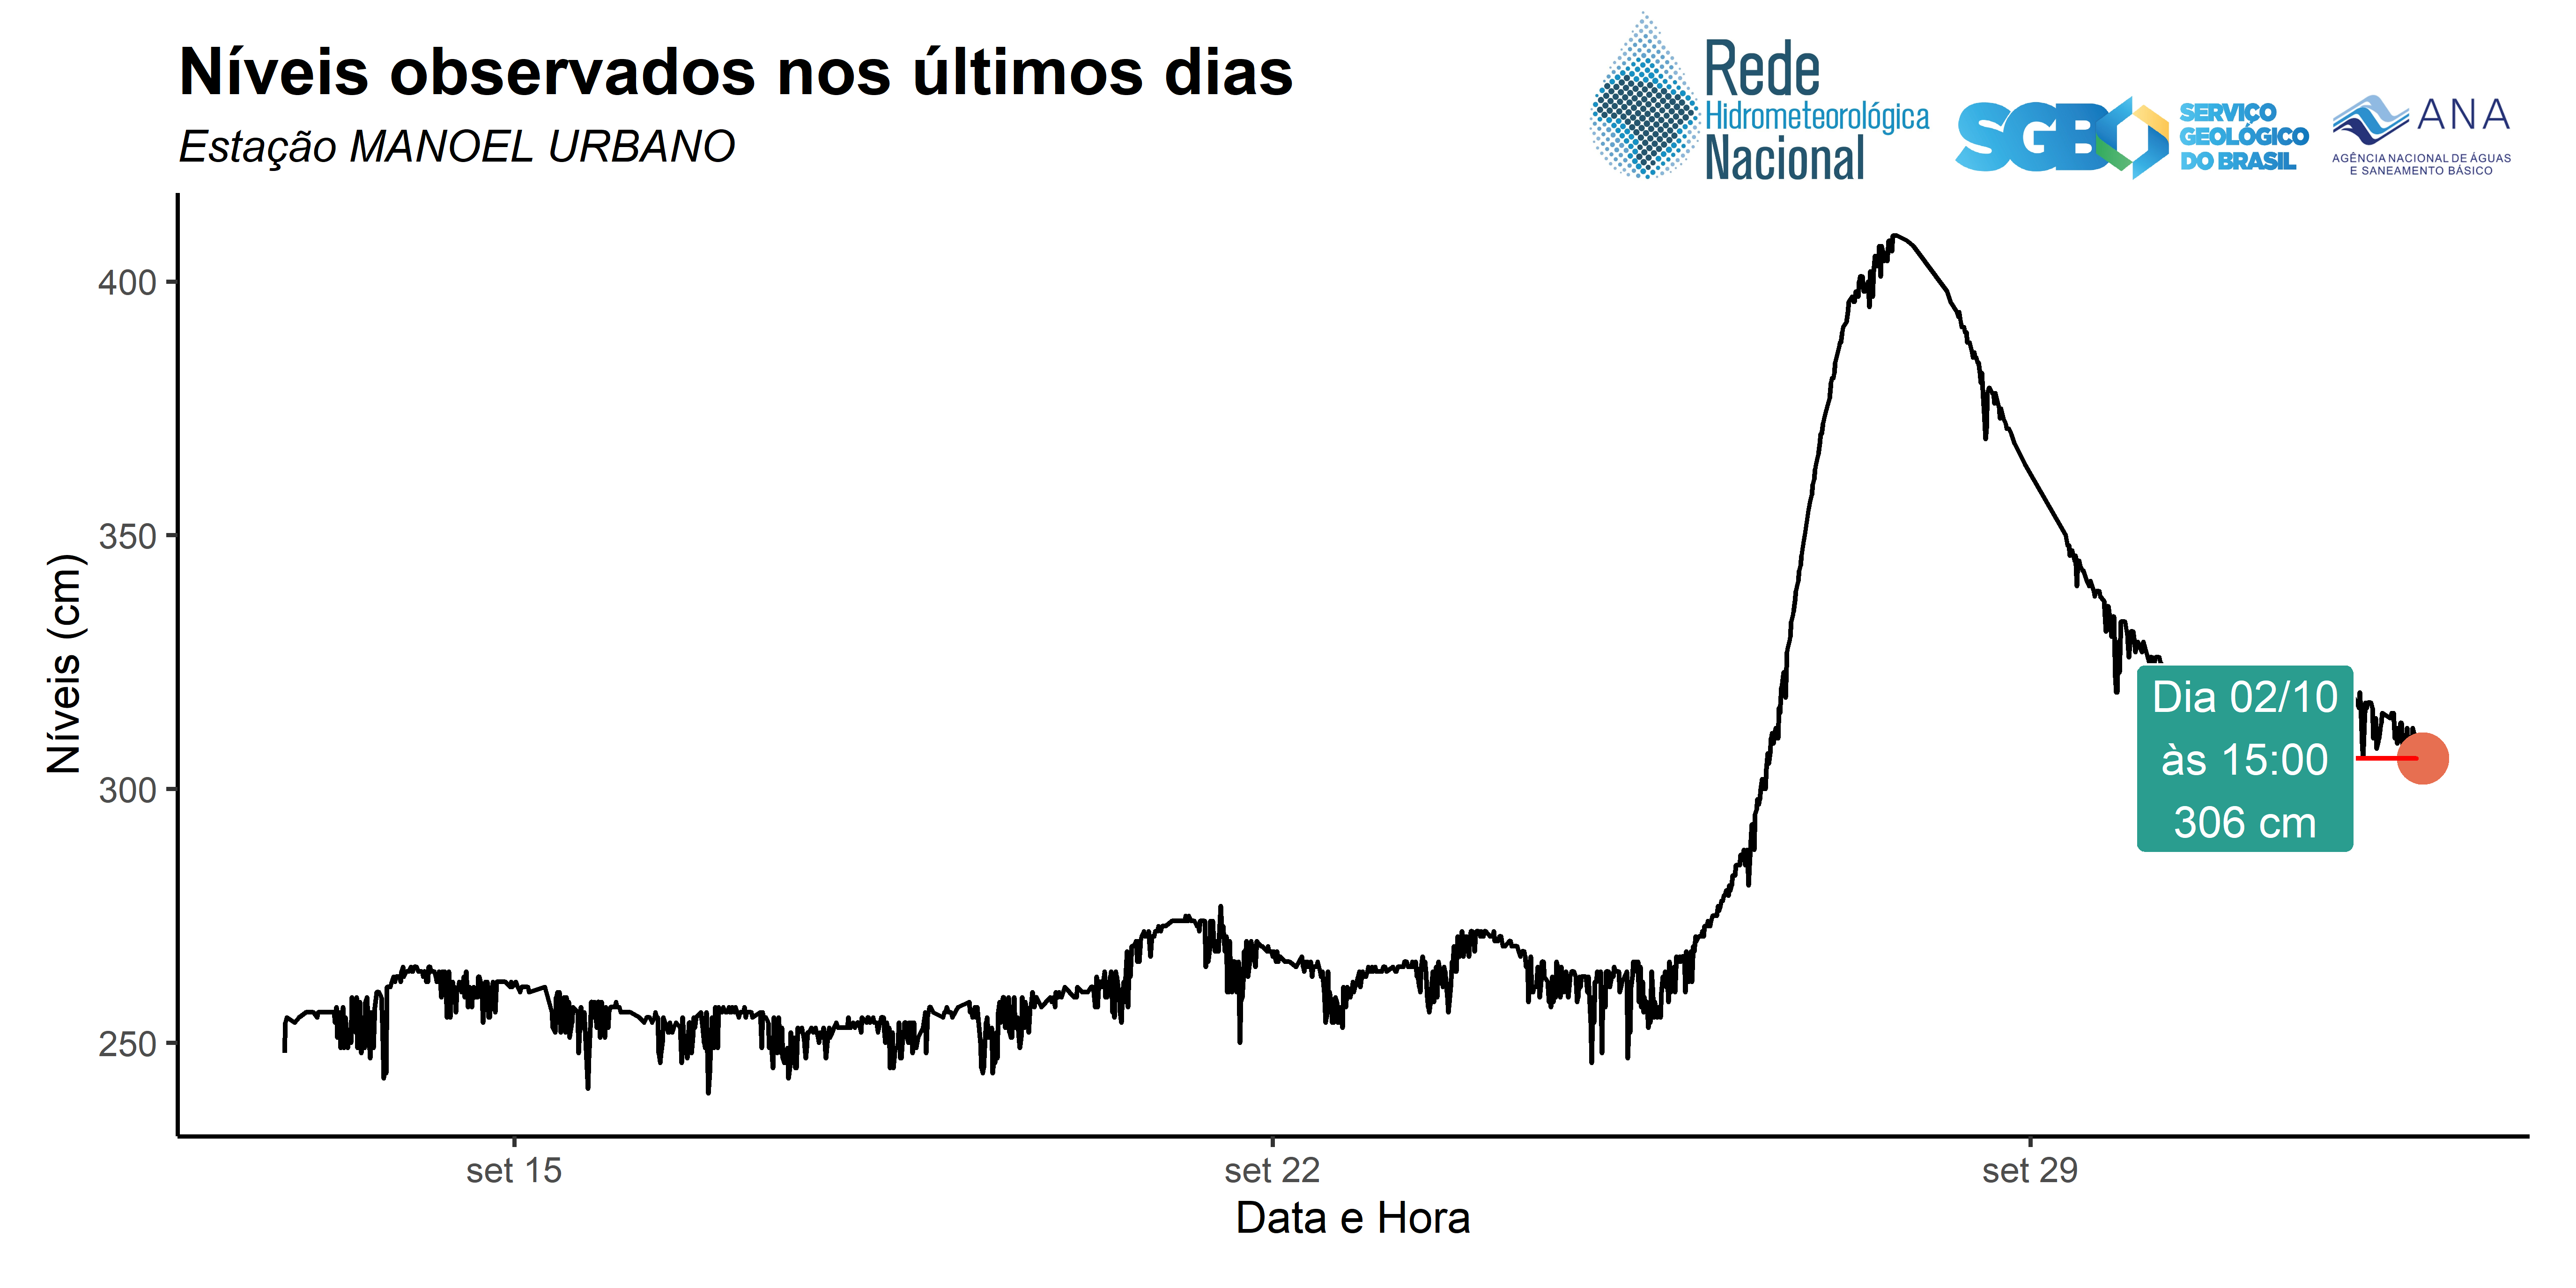 Níveis observados nos últimos dias
Estação MANOEL URBANO
Rede
Hidrometeorológica
Nacional
SGB
SERVIÇO
GEOLÓGICO
DO BRASIL
ANA
AGÊNCIA NACIONAL DE ÁGUAS
E SANEAMENTO BÁSICO
Níveis (cm)
400
350
300
250
Dia 02/10
às 15:00
306 cm
set 15
set 22
set 29
Data e Hora